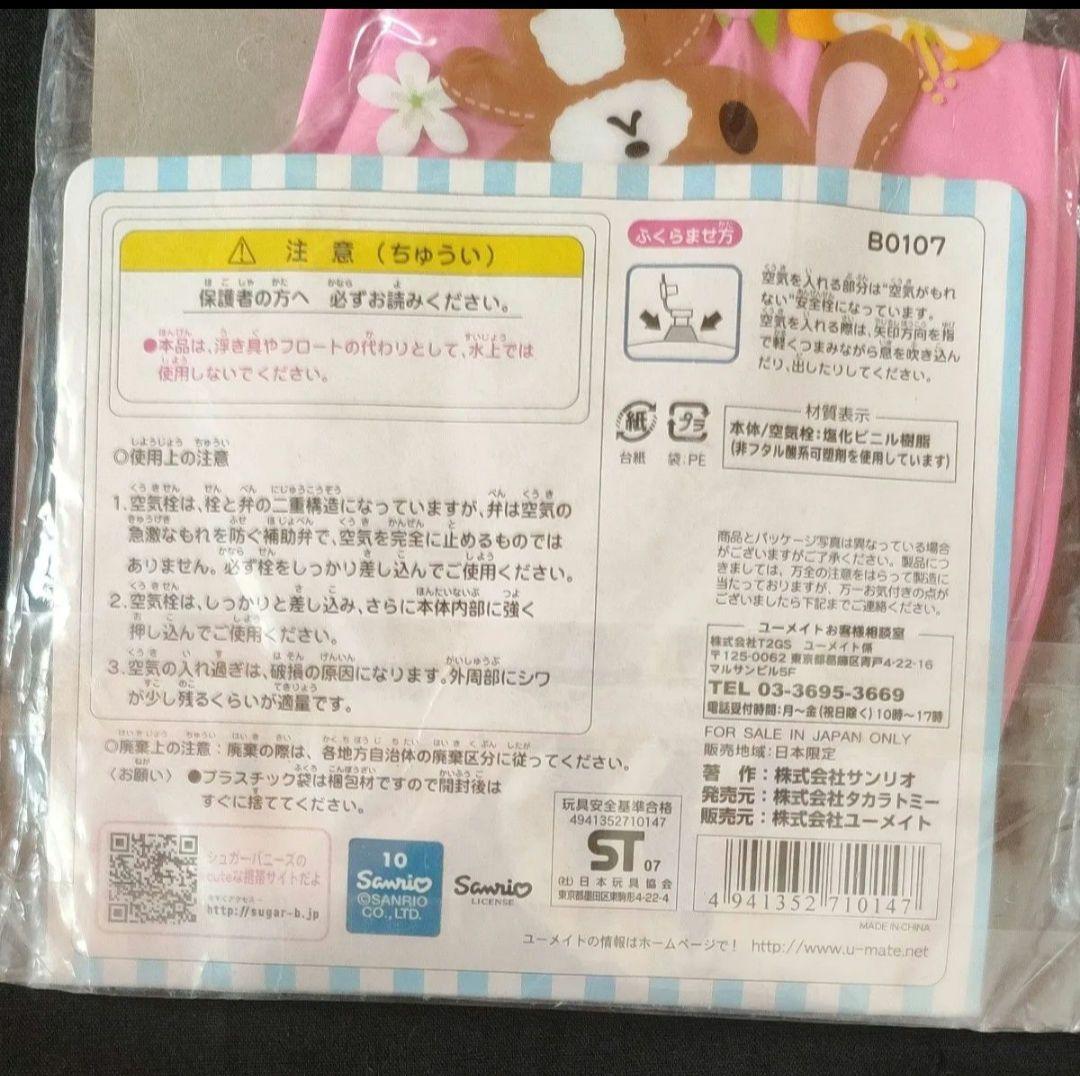 ⚠ 注意(ちゅうい)
保護者の方へ 必ずお読みください。
●本品は、浮き具やフロートの代わりとして、水上では
使用しないでください。
◎使用上の注意
1.空気栓は、栓と弁の二重構造になっていますが、弁は空気の
急激なもれを防ぐ補助弁で、空気を完全に止めるものでは
ありません。必ず栓をしっかり差し込んでご使用ください。
2.空気栓は、しっかりと差し込み、さらに本体内部に強く
押し込んでご使用ください。
3.空気の入れ過ぎは、破損の原因になります。外周部にシワ
が少し残るくらいが適量です。
◎廃棄上の注意:廃棄の際は、各地方自治体の廃棄区分に従ってください。
〈お願い〉 ●プラスチック袋は梱包材ですので開封後は
すぐに捨ててください。
シュガーバニーズの
cuteな携帯サイトだよ
今すぐアクセス
http://sugar-b.jp
10
Sanrio
©SANRIO
CO., LTD.
Sanrio
LICENSE
ふくらませ方
B0107
空気を入れる部分は"空気がもれ
ない"安全栓になっています。
空気を入れる際は、矢印方向を指
で軽くつまみながら息を吹き込ん
だり、出したりしてください。
紙
台紙
プラ
袋:PE
材質表示
本体/空気栓:塩化ビニル樹脂
(非フタル酸系可塑剤を使用しています)
商品とパッケージ写真は異なっている場合
がございますがご了承ください。製品につ
きましては、万全の注意をはらって製造に
当たっておりますが、万一お気付きの点が
ございましたら下記までご連絡ください。
ユーメイトお客様相談室
株式会社T2GS ユーメイト係
〒125-0062 東京都葛飾区青戸4-22-16
マルサンビル5F
TEL 03-3695-3669
電話受付時間:月〜金(祝日除く)10時〜17時
FOR SALE IN JAPAN ONLY
販売地域:日本限定
著 作:株式会社サンリオ
発売元:株式会社タカラトミー
販売元:株式会社ユーメイト
玩具安全基準合格
4941352710147
ST 07
(社)日本玩具協会
東京都墨田区東駒形4-22-4
4 941352 710147
MADE IN CHINA
ユーメイトの情報はホームページで! http://www.u-mate.net